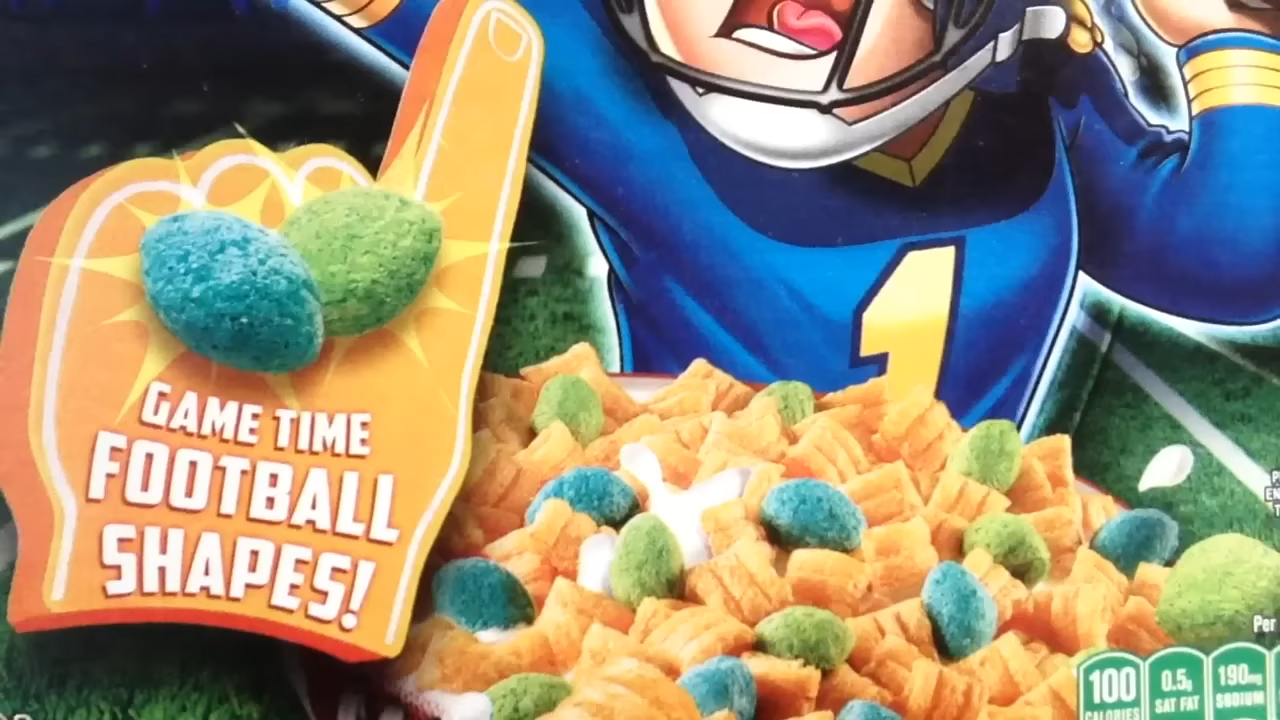 1
GAME TIME
FOOTBALL
SHAPES!
Per
100 0.5g 190mg
CALORIES SAT FAT SODIUM